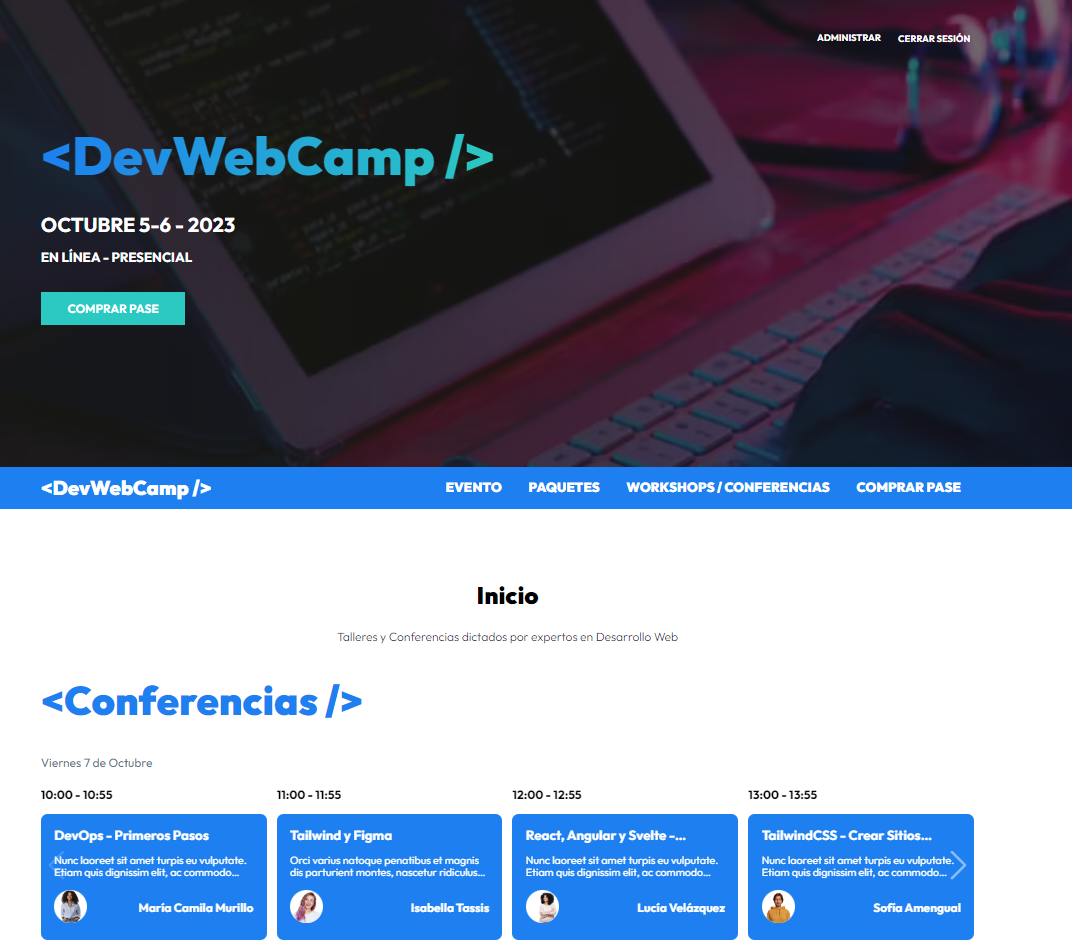 ADMINISTRAR CERRAR SESIÓN
<DevWebCamp />
OCTUBRE 5-6 - 2023
EN LÍNEA - PRESENCIAL
COMPRAR PASE
<DevWebCamp /> EVENTO PAQUETES WORKSHOPS / CONFERENCIAS COMPRAR PASE
Inicio
Talleres y Conferencias dictados por expertos en Desarrollo Web
<Conferencias />
Viernes 7 de Octubre
10:00 - 10:55
DevOps - Primeros Pasos
Nunc laoreet sit amet turpis eu vulputate.
Etiam quis dignissim elit, ac commodo...
María Camila Murillo
11:00 - 11:55
Tailwind y Figma
Orci varius natoque penatibus et magnis
dis parturient montes, nascetur ridiculus...
Isabella Tassis
12:00 - 12:55
React, Angular y Svelte -...
Nunc laoreet sit amet turpis eu vulputate.
Etiam quis dignissim elit, ac commodo...
Lucía Velázquez
13:00 - 13:55
TailwindCSS - Crear Sitios...
Nunc laoreet sit amet turpis eu vulputate.
Etiam quis dignissim elit, ac commodo...
Sofía Amengual